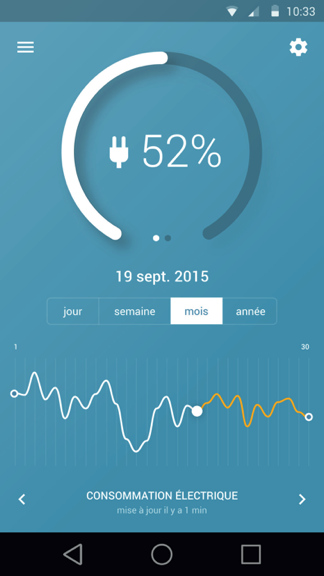 10:33
52%
19 sept. 2015
jour semaine mois année
1 30
CONSOMMATION ÉLECTRIQUE
mise à jour il y a 1 min